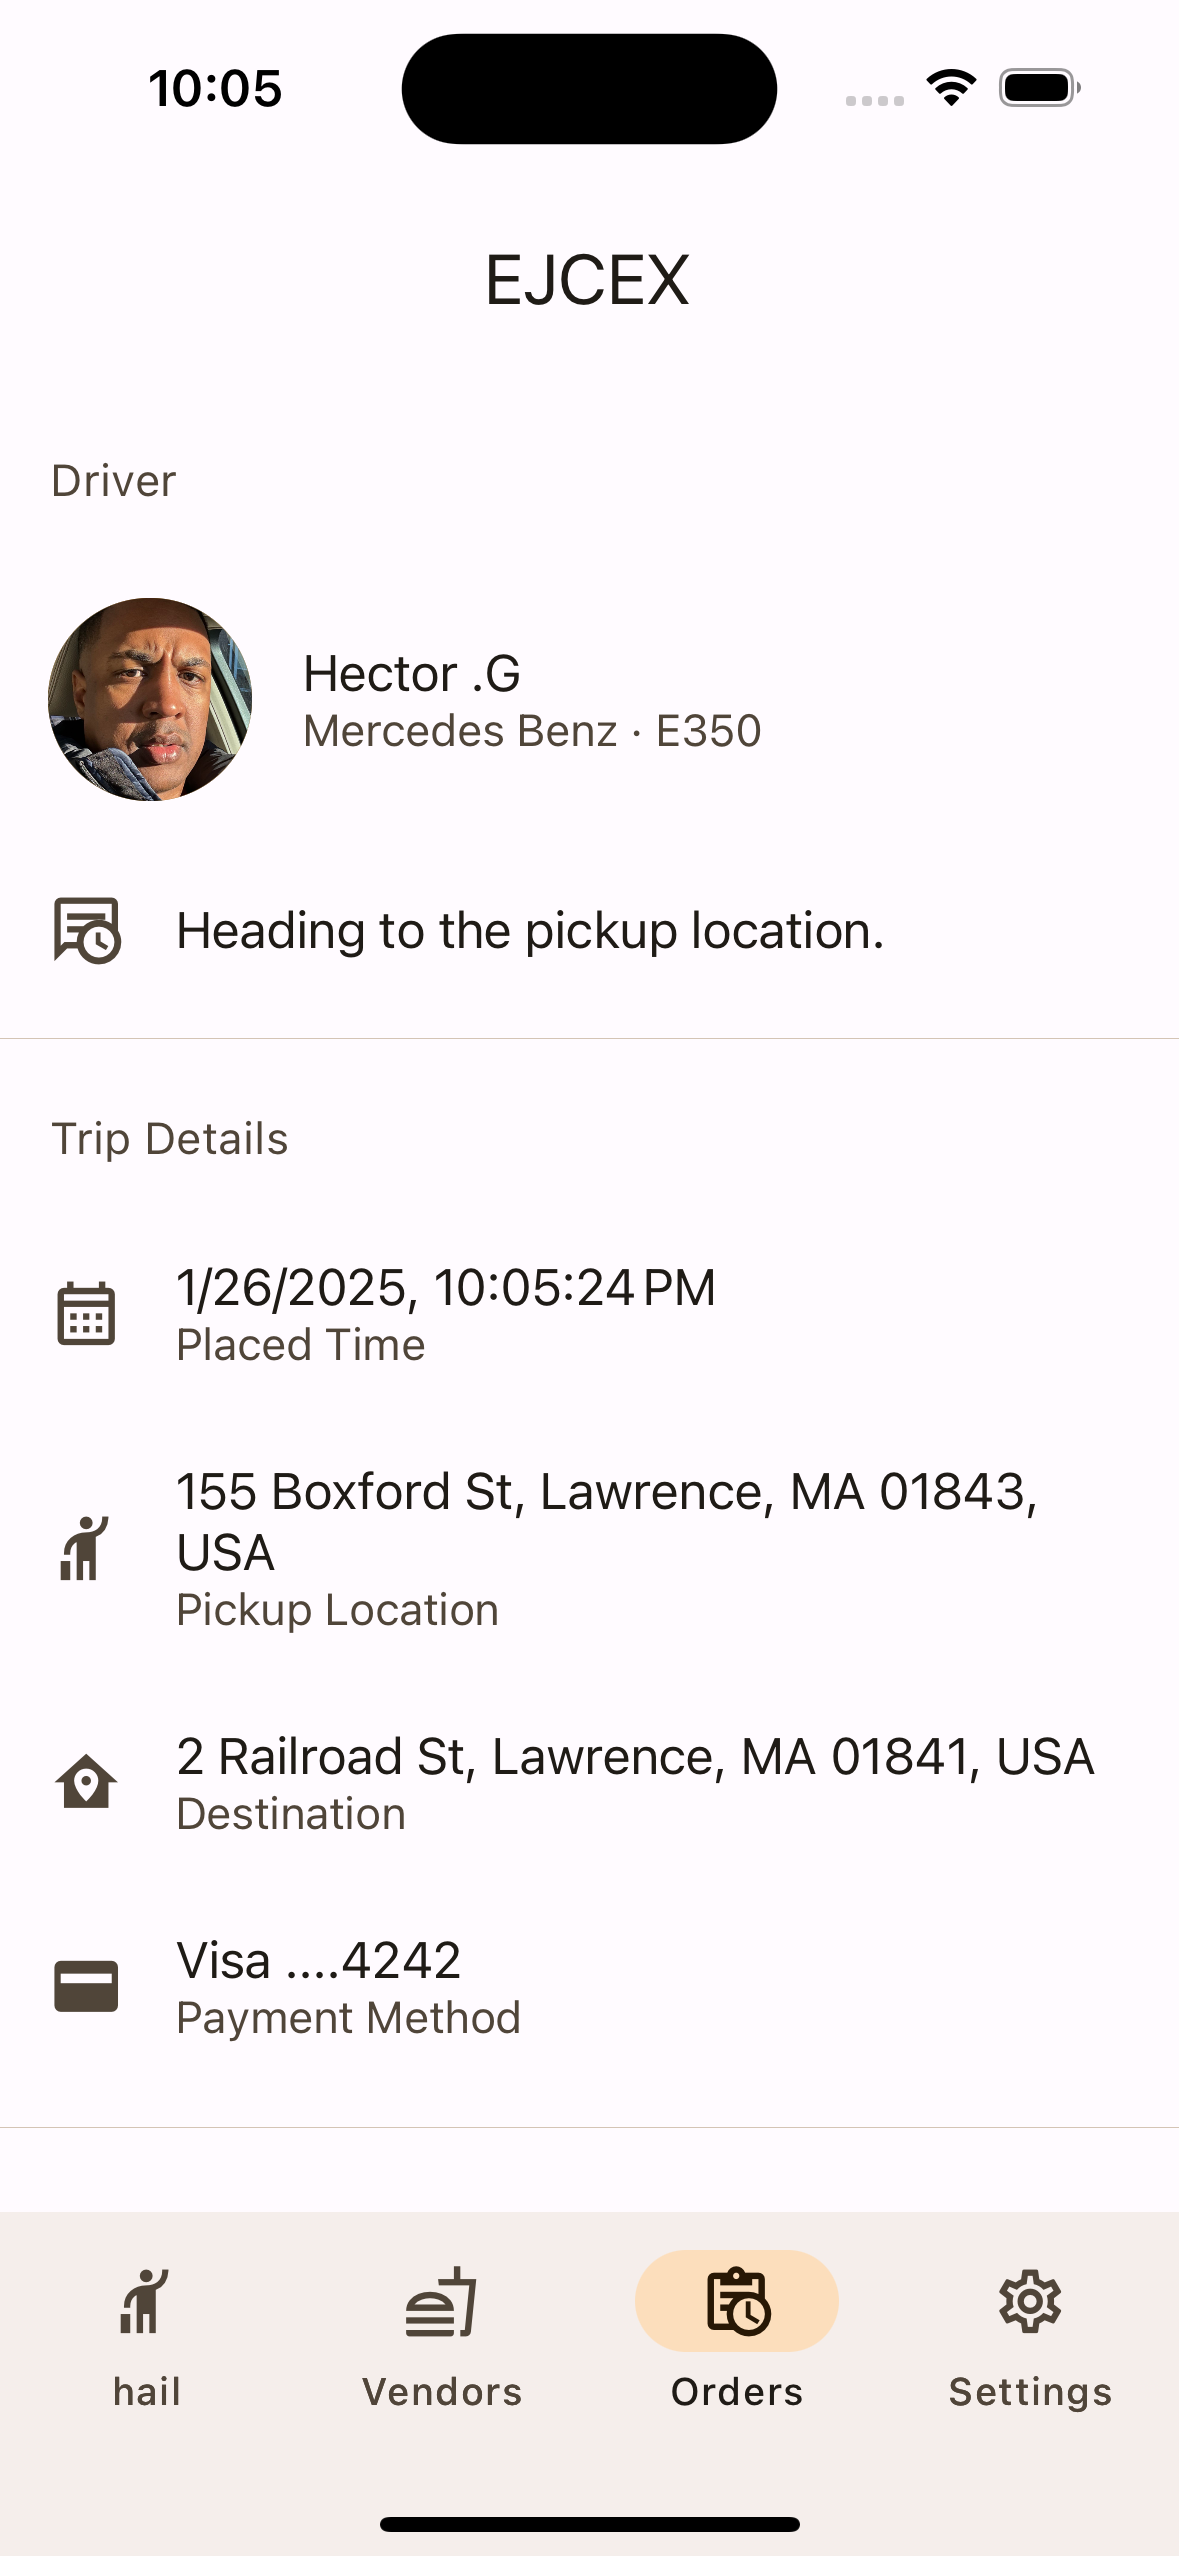 10:05
EJCEX
Driver
Hector .G
Mercedes Benz · E350
Heading to the pickup location.
Trip Details
1/26/2025, 10:05:24 PM
Placed Time
155 Boxford St, Lawrence, MA 01843,
USA
Pickup Location
2 Railroad St, Lawrence, MA 01841, USA
Destination
Visa ....4242
Payment Method
hail
Vendors
Orders
Settings